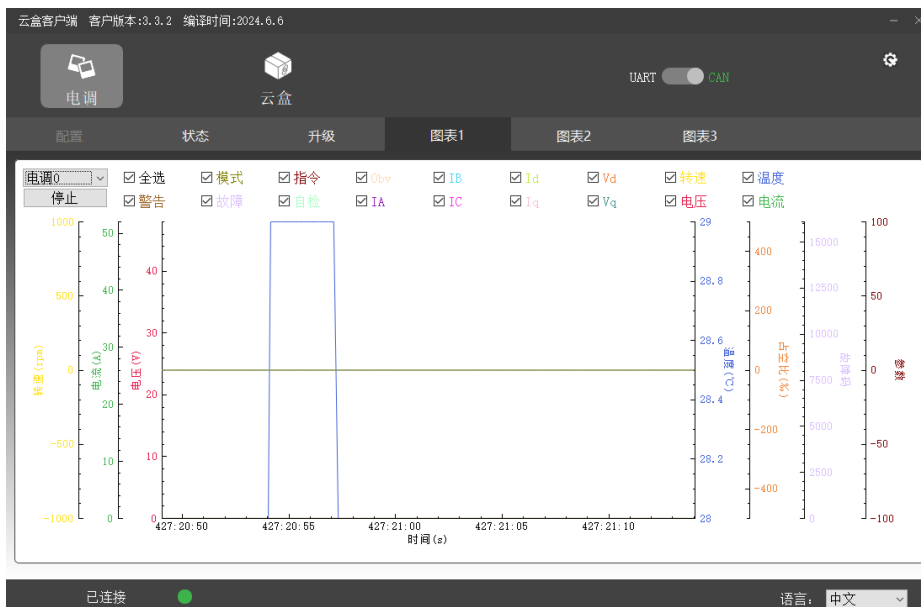 云盒客户端 客户版本:3.3.2 编译时间:2024.6.6
电调 云盒 UART CAN
配置 状态 升级 图表1 图表2 图表3
电调0 全选 模式 指令 Ibv IB Id Vd 转速 温度
停止 警告 故障 自检 IA IC Iq Vq 电压 电流
1000 500 0 -500 -1000
转速(rpm)
50 40 30 20 10 0
电流(A)
40 30 20 10 0
电压(V)
29 28.8 28.6 28.4 28.2 28
温度(℃)
400 200 0 -200 -400
占空比(%)
15000 12500 10000 7500 5000 2500 0
故障码
100 50 0 -50 -100
参数
427:20:50 427:20:55 427:21:00 427:21:05 427:21:10
时间(s)
已连接 语言: 中文